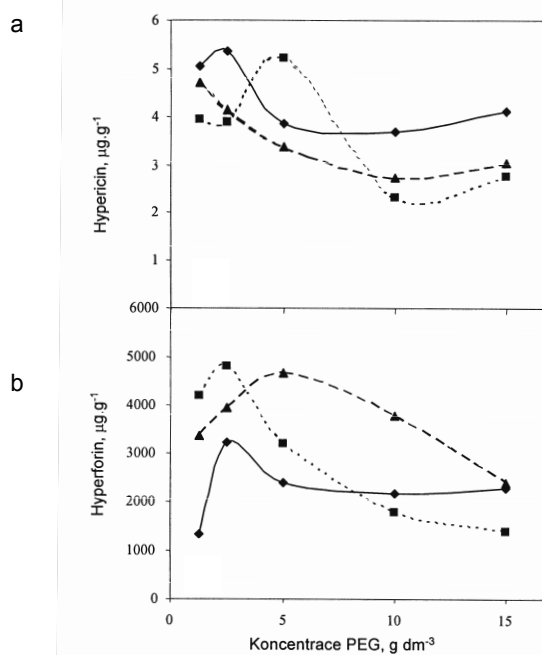 a
6
5
4
3
2
1
Hypericin, µg.g⁻¹
6000
b
5000
4000
3000
2000
1000
0
Hyperforin, µg.g⁻¹
0 5 10 15
Koncentrace PEG, g dm⁻³